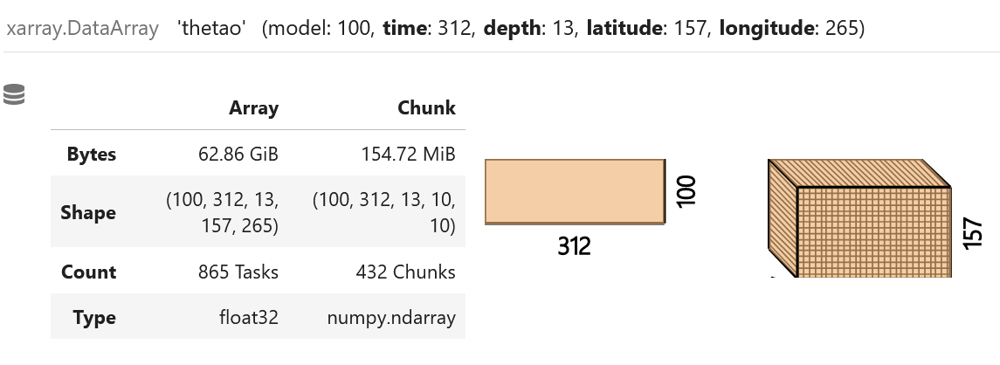 xarray.DataArray 'thetao' (model: 100, time: 312, depth: 13, latitude: 157, longitude: 265)
Array Chunk
Bytes 62.86 GiB 154.72 MiB
Shape (100, 312, 13, 157, 265) (100, 312, 13, 10, 10)
Count 865 Tasks 432 Chunks
Type float32 numpy.ndarray
312
100
157